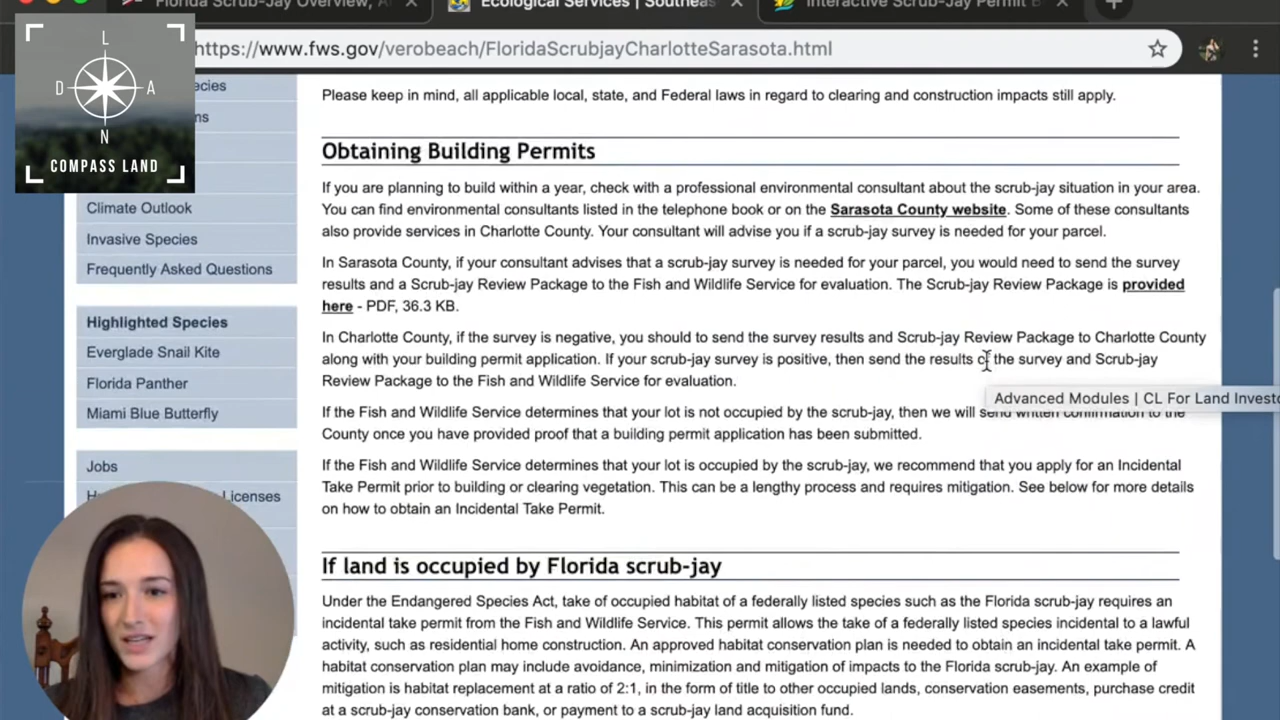 Florida Scrub-Jay Overview,
Ecological Services | Southeas
Interactive Scrub-Jay Permit B
https://www.fws.gov/verobeach/FloridaScrubjayCharlotteSarasota.html
L
D A
N
COMPASS LAND
Climate Outlook
Invasive Species
Frequently Asked Questions
Highlighted Species
Everglade Snail Kite
Florida Panther
Miami Blue Butterfly
Jobs
Licenses
Please keep in mind, all applicable local, state, and Federal laws in regard to clearing and construction impacts still apply.
Obtaining Building Permits
If you are planning to build within a year, check with a professional environmental consultant about the scrub-jay situation in your area.
You can find environmental consultants listed in the telephone book or on the Sarasota County website. Some of these consultants
also provide services in Charlotte County. Your consultant will advise you if a scrub-jay survey is needed for your parcel.
In Sarasota County, if your consultant advises that a scrub-jay survey is needed for your parcel, you would need to send the survey
results and a Scrub-jay Review Package to the Fish and Wildlife Service for evaluation. The Scrub-jay Review Package is provided
here - PDF, 36.3 KB.
In Charlotte County, if the survey is negative, you should to send the survey results and Scrub-jay Review Package to Charlotte County
along with your building permit application. If your scrub-jay survey is positive, then send the results of the survey and Scrub-jay
Review Package to the Fish and Wildlife Service for evaluation.
Advanced Modules | CL For Land Investo
If the Fish and Wildlife Service determines that your lot is not occupied by the scrub-jay, then we will send written confirmation to the
County once you have provided proof that a building permit application has been submitted.
If the Fish and Wildlife Service determines that your lot is occupied by the scrub-jay, we recommend that you apply for an Incidental
Take Permit prior to building or clearing vegetation. This can be a lengthy process and requires mitigation. See below for more details
on how to obtain an Incidental Take Permit.
If land is occupied by Florida scrub-jay
Under the Endangered Species Act, take of occupied habitat of a federally listed species such as the Florida scrub-jay requires an
incidental take permit from the Fish and Wildlife Service. This permit allows the take of a federally listed species incidental to a lawful
activity, such as residential home construction. An approved habitat conservation plan is needed to obtain an incidental take permit. A
habitat conservation plan may include avoidance, minimization and mitigation of impacts to the Florida scrub-jay. An example of
mitigation is habitat replacement at a ratio of 2:1, in the form of title to other occupied lands, conservation easements, purchase credit
at a scrub-jay conservation bank, or payment to a scrub-jay land acquisition fund.